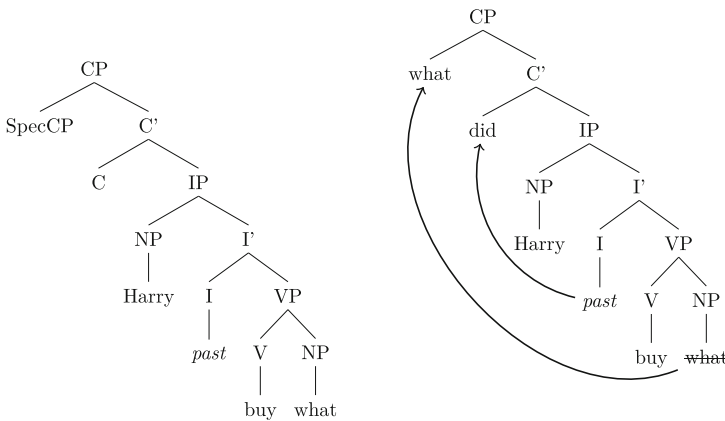 CP
SpecCP C'
C IP
NP I'
Harry I VP
past V NP
buy what
CP
what C'
did IP
NP I'
Harry I VP
past V NP
buy what